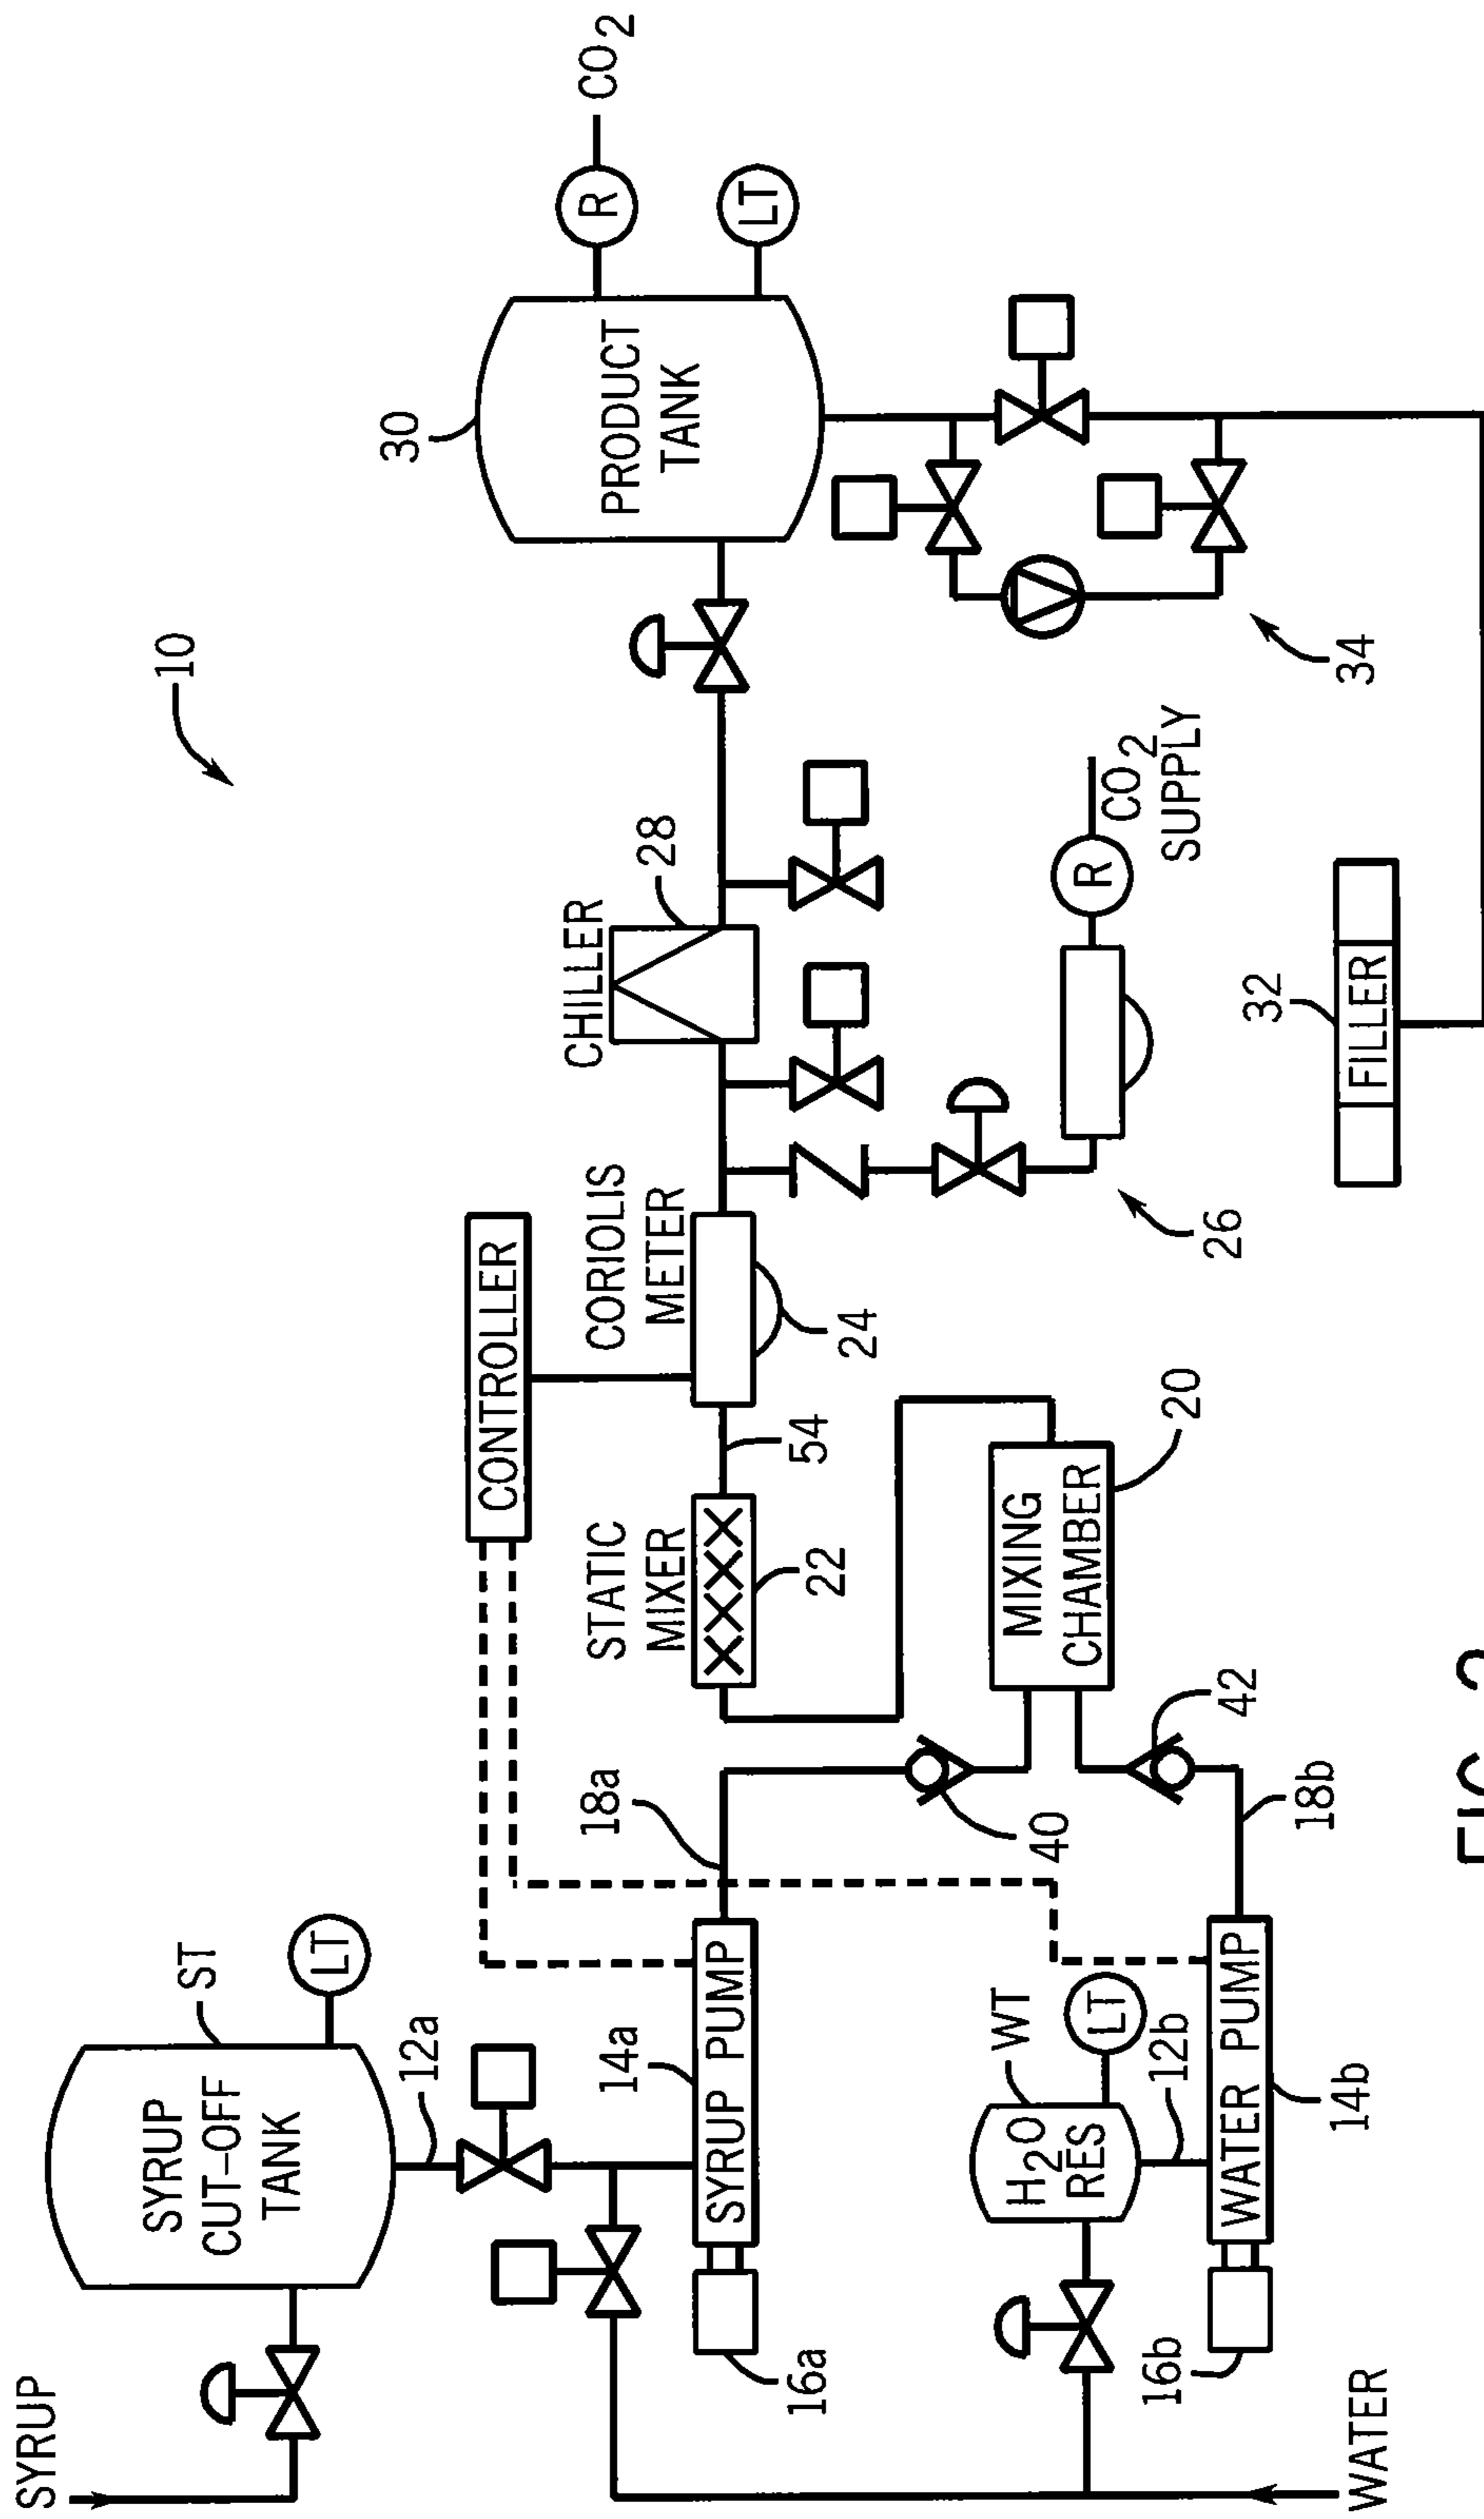 10
SYRUP
SYRUP
CUT-OFF
TANK
ST
LT
12a
CONTROLLER
30
PRODUCT
TANK
R
CO2
LT
14a
SYRUP PUMP
16a
18a
STATIC
MIXER
22
54
CORIOLIS
METER
24
CHILLER
28
40
MIXING
CHAMBER
20
26
R
CO2
SUPPLY
34
WT
H2O
RES
LT
12b
42
16b
WATER PUMP
14b
18b
32
FILLER
WATER